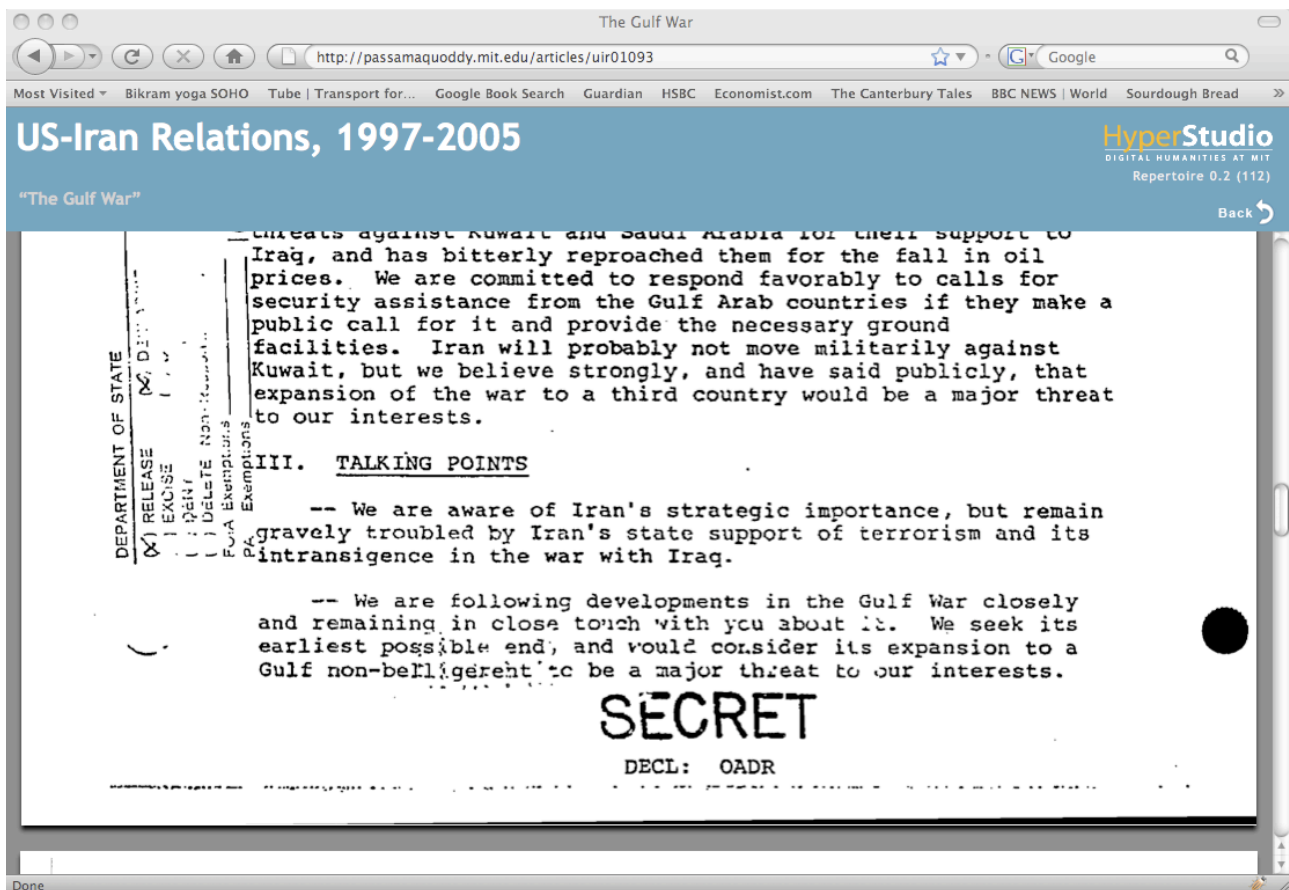 The Gulf War
http://passamaquoddy.mit.edu/articles/uir01093
G
Google
Most Visited Bikram yoga SOHO Tube | Transport for... Google Book Search Guardian HSBC Economist.com The Canterbury Tales BBC NEWS | World Sourdough Bread »
US-Iran Relations, 1997-2005
HyperStudio
DIGITAL HUMANITIES AT MIT
Repertoire 0.2 (112)
"The Gulf War"
Back
threats against Kuwait and Saudi Arabia for their support to
Iraq, and has bitterly reproached them for the fall in oil
prices. We are committed to respond favorably to calls for
security assistance from the Gulf Arab countries if they make a
public call for it and provide the necessary ground
facilities. Iran will probably not move militarily against
Kuwait, but we believe strongly, and have said publicly, that
expansion of the war to a third country would be a major threat
to our interests.
DEPARTMENT OF STATE
(X) RELEASE
( ) EXCISE
( ) DENY
( ) DELETE
FOIA Exemptions
PA Exemptions
III. TALKING POINTS
-- We are aware of Iran's strategic importance, but remain
gravely troubled by Iran's state support of terrorism and its
intransigence in the war with Iraq.
-- We are following developments in the Gulf War closely
and remaining in close touch with you about it. We seek its
earliest possible end, and would consider its expansion to a
Gulf non-belligerent to be a major threat to our interests.
SECRET
DECL: OADR
Done